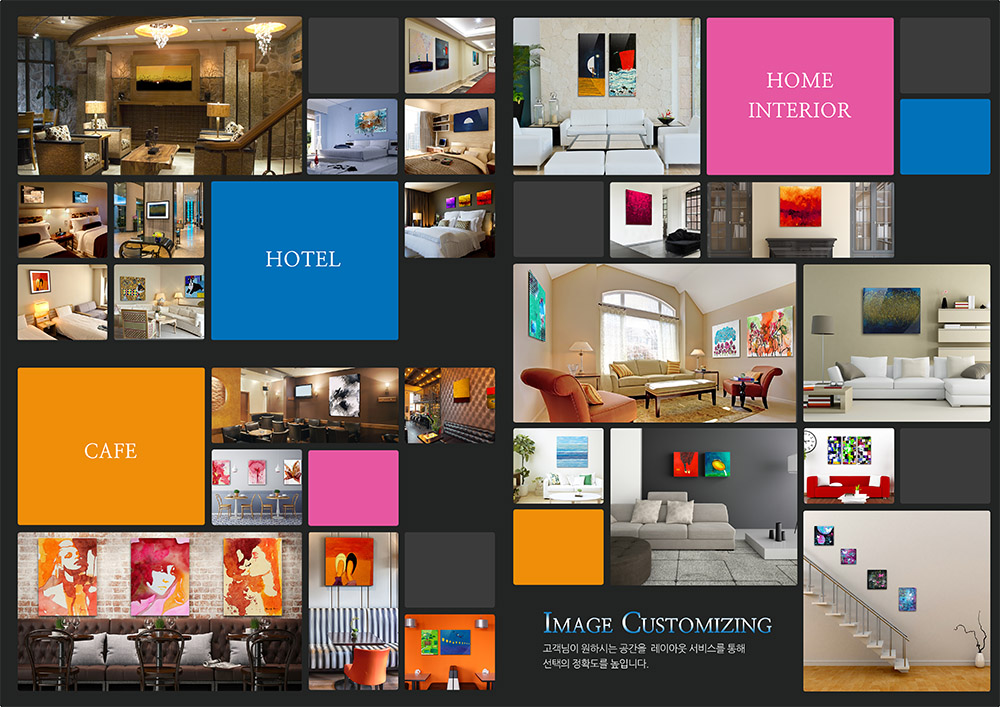 HOME
INTERIOR
HOTEL
CAFE
IMAGE CUSTOMIZING
고객님이 원하시는 공간을 레이아웃 서비스를 통해
선택의 정확도를 높입니다.